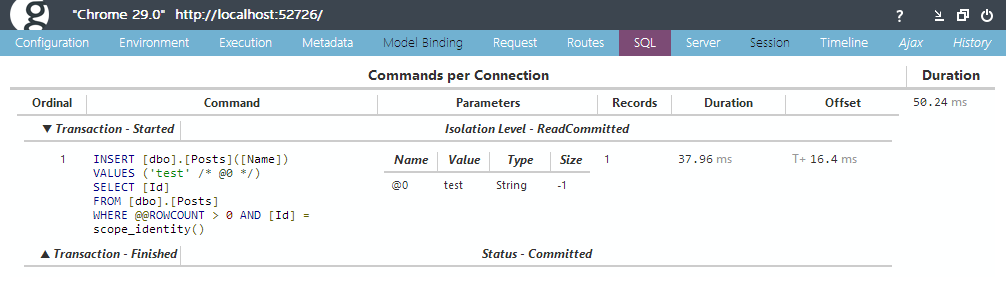 g "Chrome 29.0" http://localhost:52726/ ?
Configuration Environment Execution Metadata Model Binding Request Routes SQL Server Session Timeline Ajax History
Commands per Connection Duration
Ordinal Command Parameters Records Duration Offset 50.24 ms
▼ Transaction - Started Isolation Level - ReadCommitted
1 INSERT [dbo].[Posts]([Name]) Name Value Type Size 1 37.96 ms T+ 16.4 ms
VALUES ('test' /* @0 */)
SELECT [Id] @0 test String -1
FROM [dbo].[Posts]
WHERE @@ROWCOUNT > 0 AND [Id] =
scope_identity()
▲ Transaction - Finished Status - Committed